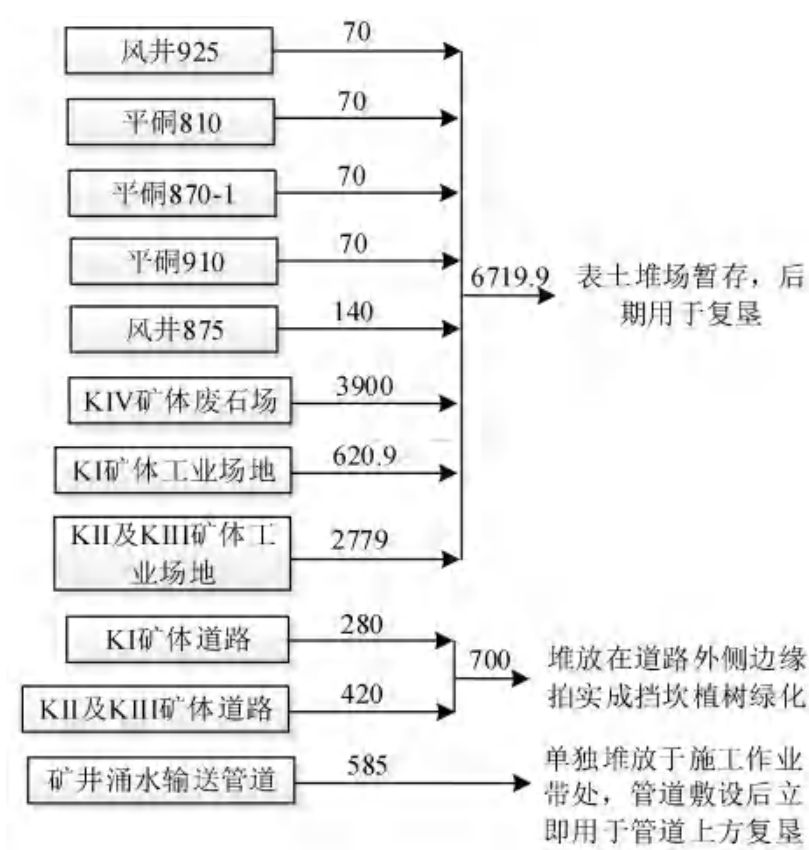 风井925
70
平硐810
70
平硐870-1
70
平硐910
70
风井875
140
KIV矿体废石场
3900
KI矿体工业场地
620.9
KII及KIII矿体工
业场地
2779
6719.9
表土堆场暂存，后
期用于复垦
KI矿体道路
280
KII及KIII矿体道路
420
700
堆放在道路外侧边缘
拍实成挡坎植树绿化
矿井涌水输送管道
585
单独堆放于施工作业
带处，管道敷设后立
即用于管道上方复垦